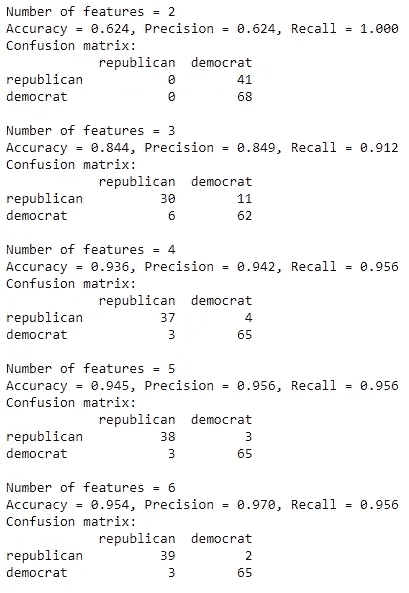 Number of features = 2
Accuracy = 0.624, Precision = 0.624, Recall = 1.000
Confusion matrix:
republican democrat
republican 0 41
democrat 0 68
Number of features = 3
Accuracy = 0.844, Precision = 0.849, Recall = 0.912
Confusion matrix:
republican democrat
republican 30 11
democrat 6 62
Number of features = 4
Accuracy = 0.936, Precision = 0.942, Recall = 0.956
Confusion matrix:
republican democrat
republican 37 4
democrat 3 65
Number of features = 5
Accuracy = 0.945, Precision = 0.956, Recall = 0.956
Confusion matrix:
republican democrat
republican 38 3
democrat 3 65
Number of features = 6
Accuracy = 0.954, Precision = 0.970, Recall = 0.956
Confusion matrix:
republican democrat
republican 39 2
democrat 3 65